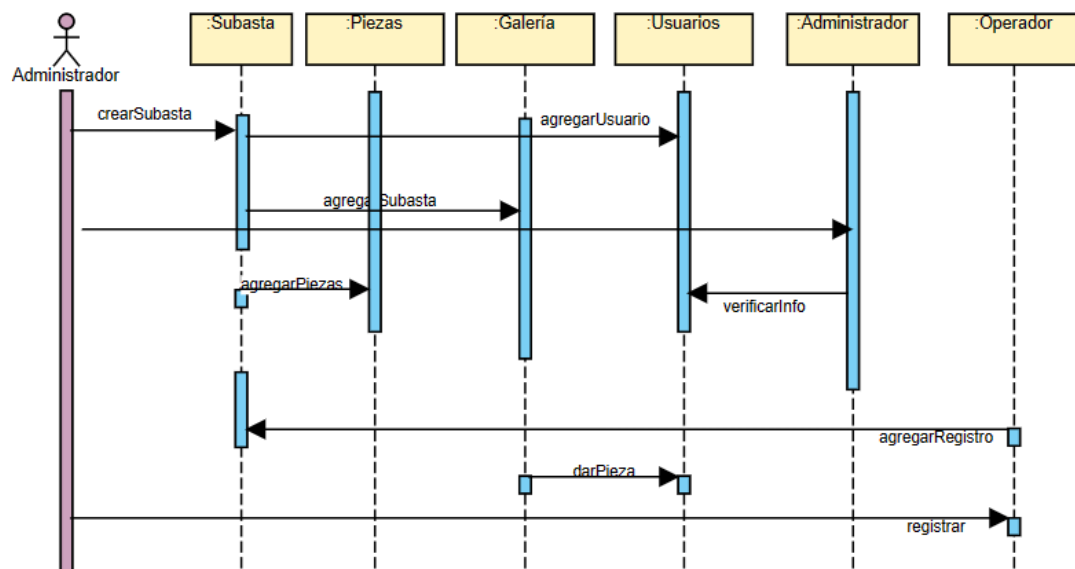 :Subasta
:Piezas
:Galería
:Usuarios
:Administrador
:Operador
Administrador
crearSubasta
agregarUsuario
agregarSubasta
agregarPiezas
verificarInfo
agregarRegistro
darPieza
registrar